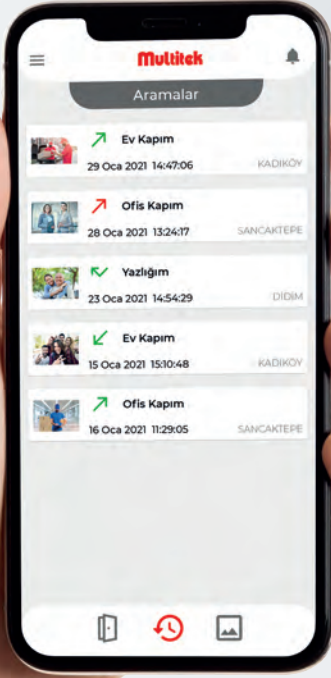 Multitek
Aramalar
Ev Kapım
29 Oca 2021 14:47:06 KADIKÖY
Ofis Kapım
28 Oca 2021 13:24:17 SANCAKTEPE
Yazlığım
23 Oca 2021 14:54:29 DİDİM
Ev Kapım
15 Oca 2021 15:10:48 KADIKÖY
Ofis Kapım
16 Oca 2021 11:29:05 SANCAKTEPE